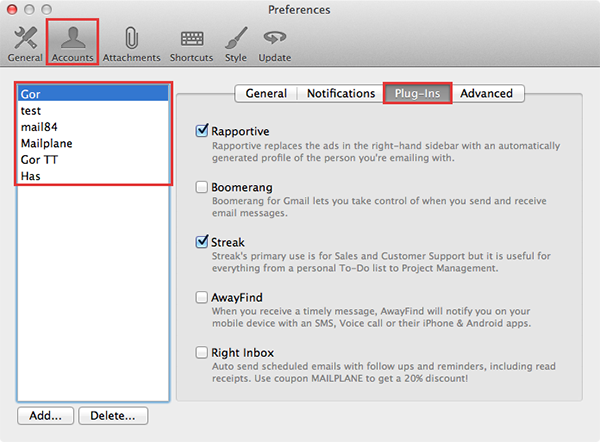 Preferences
General Accounts Attachments Shortcuts Style Update
Gor
test
mail84
Mailplane
Gor TT
Has
General Notifications Plug-Ins Advanced
Rapportive
Rapportive replaces the ads in the right-hand sidebar with an automatically
generated profile of the person you're emailing with.
Boomerang
Boomerang for Gmail lets you take control of when you send and receive
email messages.
Streak
Streak's primary use is for Sales and Customer Support but it is useful for
everything from a personal To-Do list to Project Management.
AwayFind
When you receive a timely message, AwayFind will notify you on your
mobile device with an SMS, Voice call or their iPhone & Android apps.
Right Inbox
Auto send scheduled emails with follow ups and reminders, including read
receipts. Use coupon MAILPLANE to get a 20% discount!
Add... Delete...